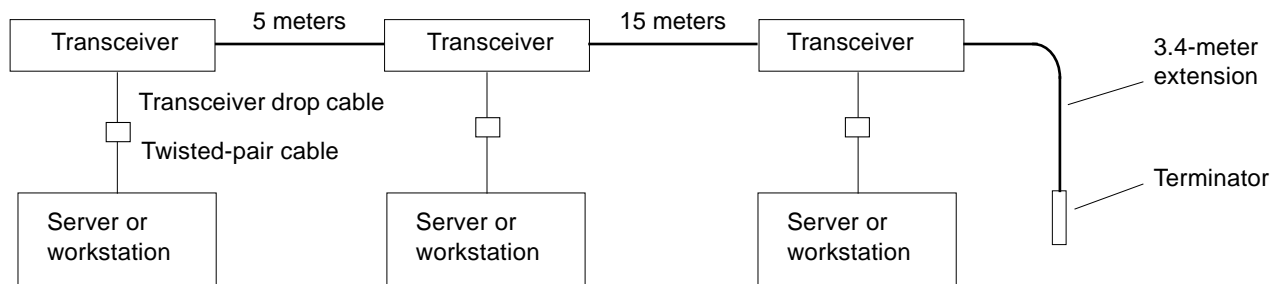 5 meters
15 meters
Transceiver
Transceiver
Transceiver
3.4-meter
extension
Transceiver drop cable
Twisted-pair cable
Terminator
Server or
workstation
Server or
workstation
Server or
workstation